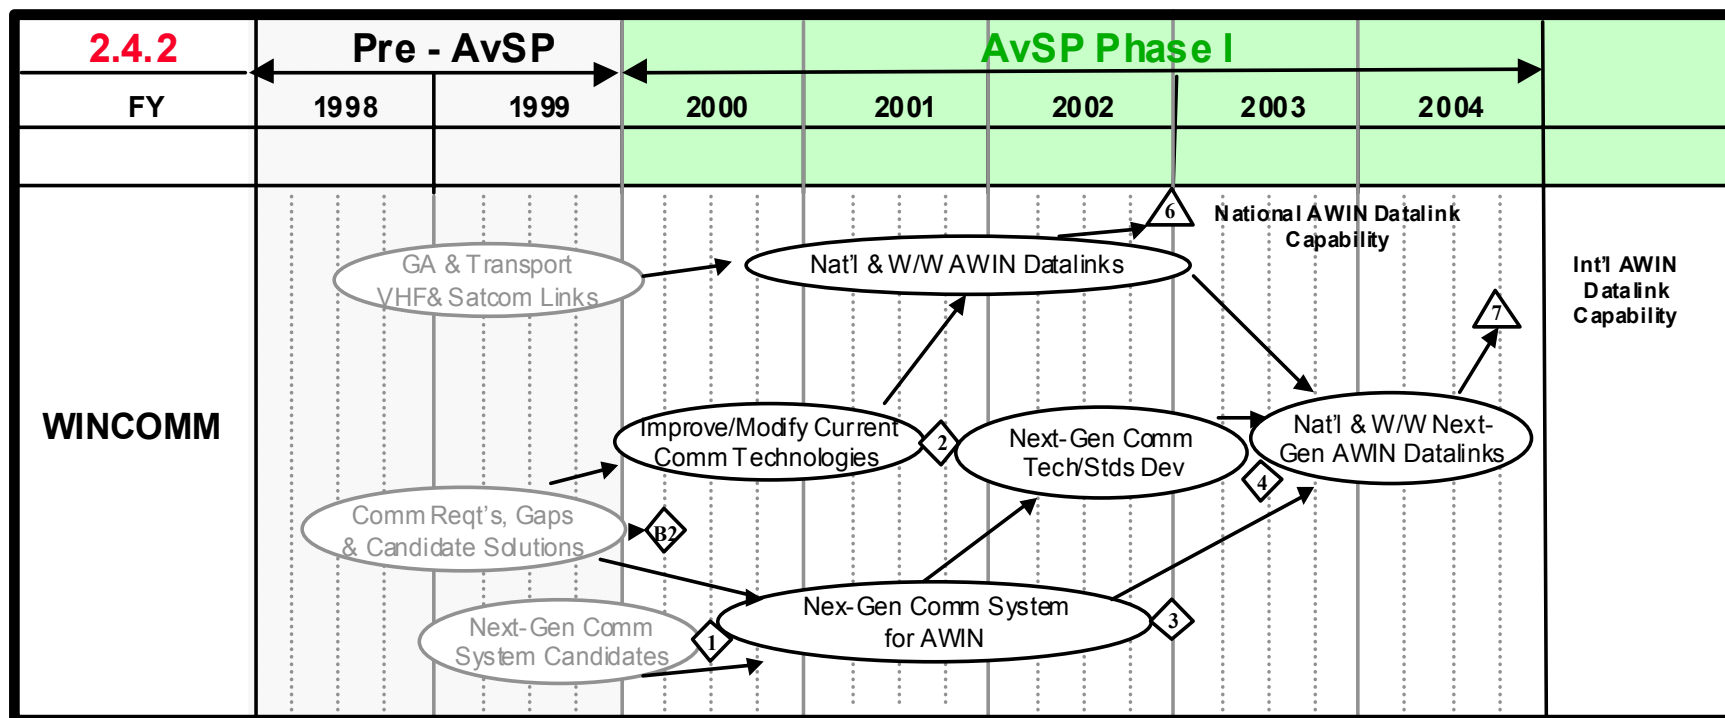 2.4.2
Pre - AvSP
AvSP Phase I
FY
1998
1999
2000
2001
2002
2003
2004
WINCOMM
6
National AWIN Datalink
Capability
GA & Transport
VHF& Satcom Links
Nat'l & W/W AWIN Datalinks
Int'l AWIN
Datalink
Capability
7
Improve/Modify Current
Comm Technologies
2
Next-Gen Comm
Tech/Stds Dev
4
Nat'l & W/W Next-
Gen AWIN Datalinks
Comm Reqt's, Gaps
& Candidate Solutions
B2
Next-Gen Comm
System Candidates
1
Nex-Gen Comm System
for AWIN
3